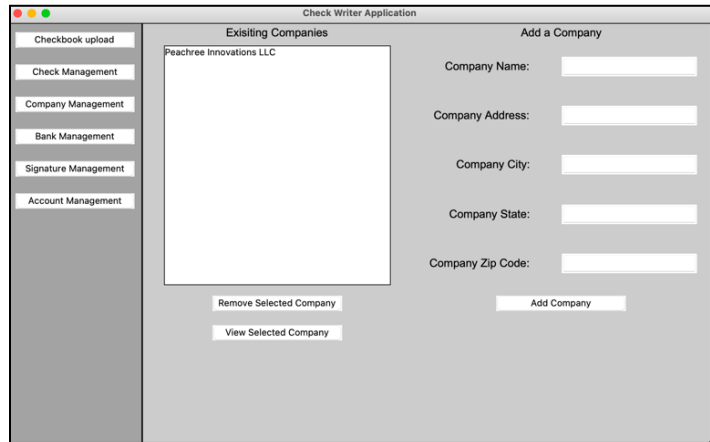 Check Writer Application
Checkbook upload
Check Management
Company Management
Bank Management
Signature Management
Account Management
Exisiting Companies
Peachree Innovations LLC
Remove Selected Company
View Selected Company
Add a Company
Company Name:
Company Address:
Company City:
Company State:
Company Zip Code:
Add Company